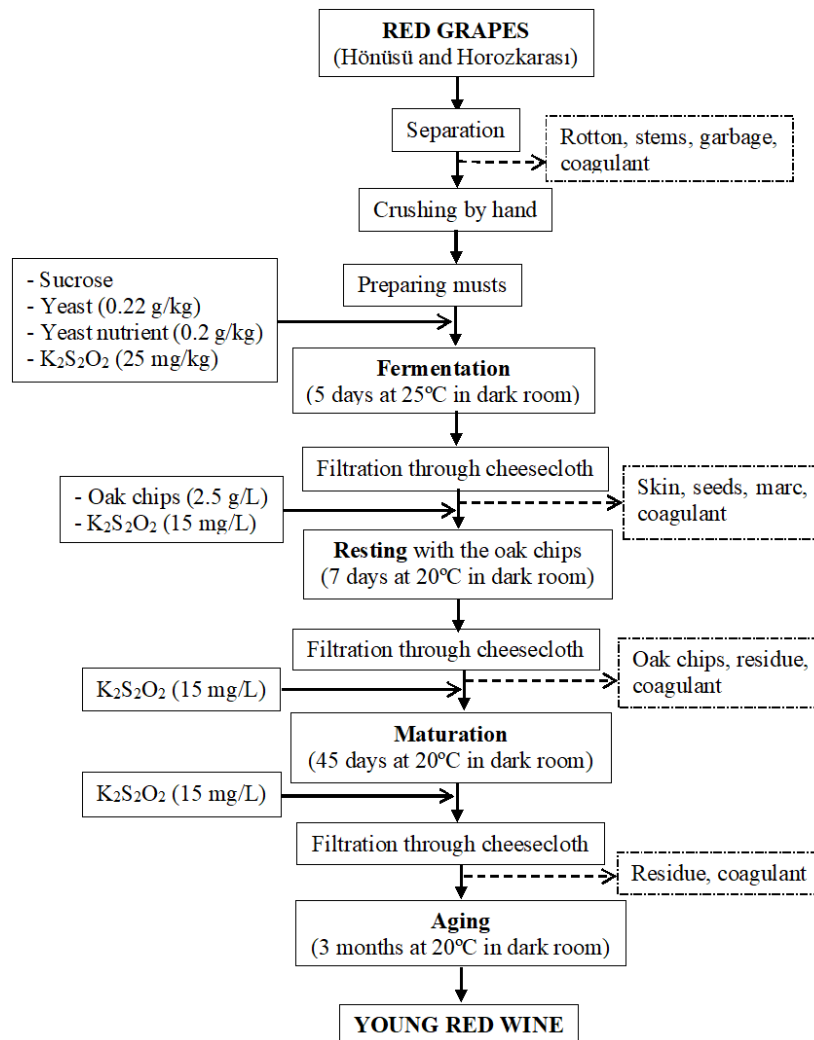 RED GRAPES
(Hönüsü and Horozkarası)
Separation
Rotton, stems, garbage,
coagulant
Crushing by hand
Preparing musts
- Sucrose
- Yeast (0.22 g/kg)
- Yeast nutrient (0.2 g/kg)
- K₂S₂O₂ (25 mg/kg)
Fermentation
(5 days at 25ºC in dark room)
Filtration through cheesecloth
- Oak chips (2.5 g/L)
- K₂S₂O₂ (15 mg/L)
Skin, seeds, marc,
coagulant
Resting with the oak chips
(7 days at 20ºC in dark room)
Filtration through cheesecloth
Oak chips, residue,
coagulant
K₂S₂O₂ (15 mg/L)
Maturation
(45 days at 20ºC in dark room)
K₂S₂O₂ (15 mg/L)
Filtration through cheesecloth
Residue, coagulant
Aging
(3 months at 20ºC in dark room)
YOUNG RED WINE